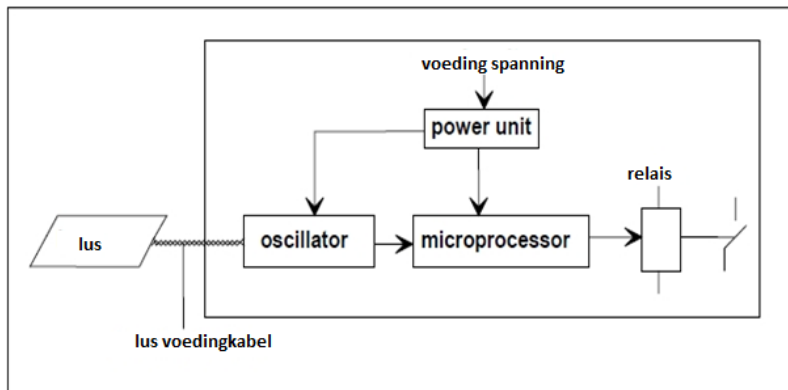 voeding spanning
power unit
relais
lus
oscillator
microprocessor
lus voedingkabel